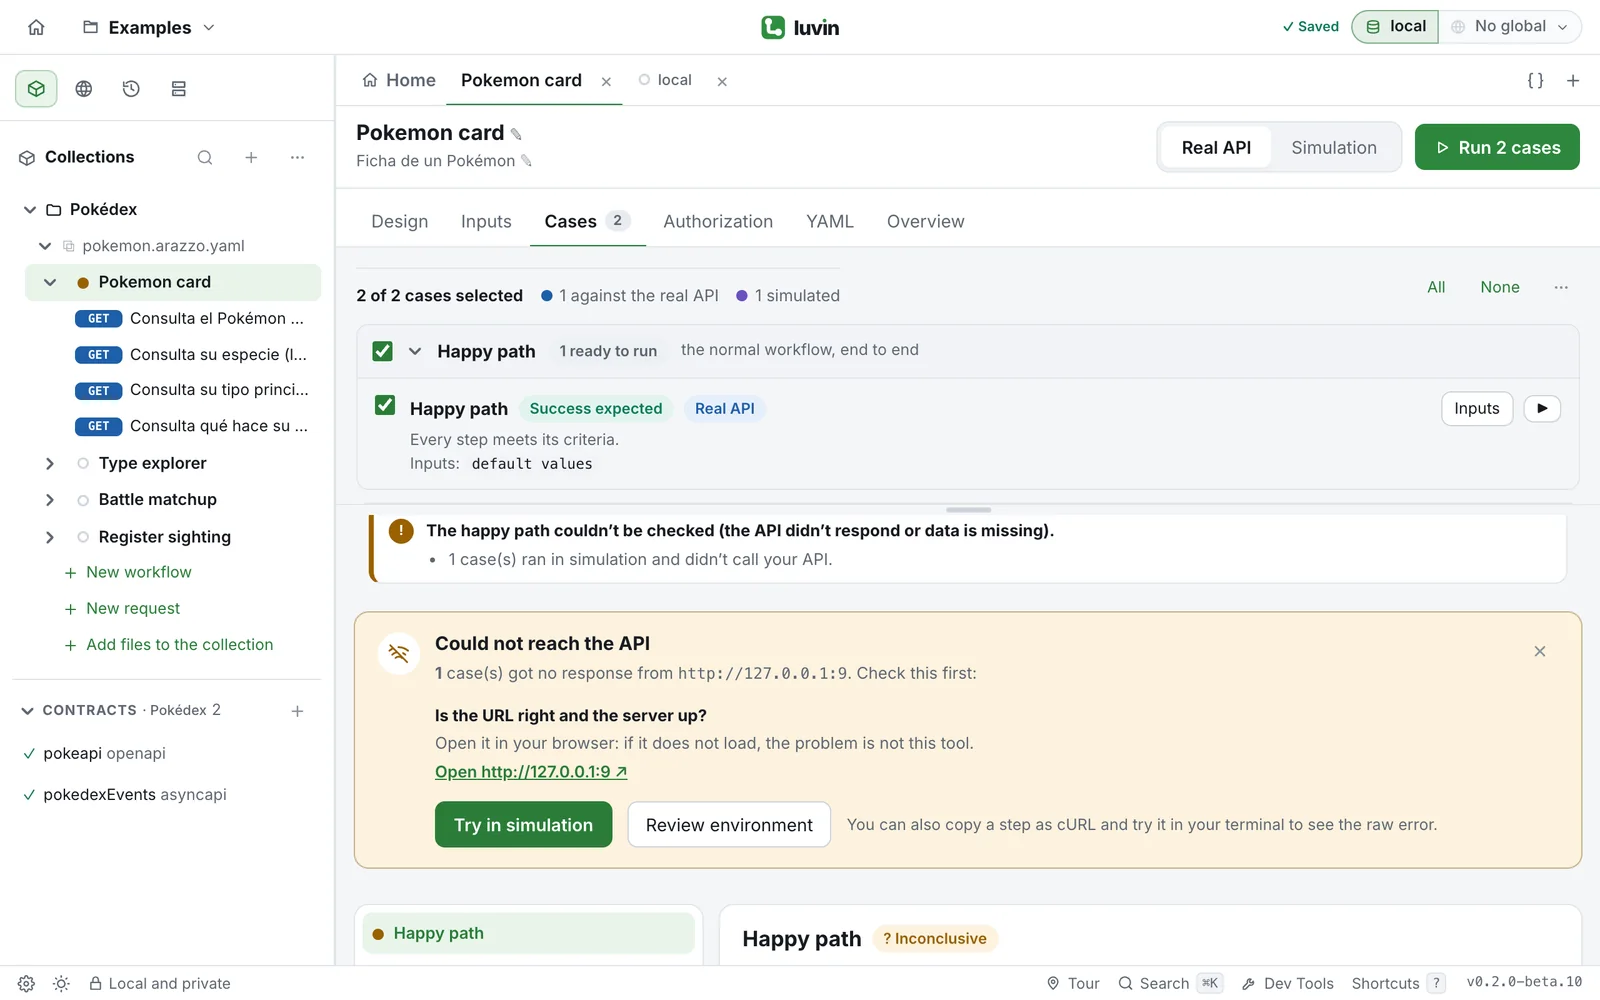 Examples
luvin
✓ Saved
local
No global
Home
Pokemon card ×
local ×
{ } +
Collections
Pokédex
pokemon.arazzo.yaml
Pokemon card
GET Consulta el Pokémon ...
GET Consulta su especie (l...
GET Consulta su tipo princi...
GET Consulta qué hace su ...
Type explorer
Battle matchup
Register sighting
+ New workflow
+ New request
+ Add files to the collection
CONTRACTS · Pokédex 2 +
✓ pokeapi openapi
✓ pokedexEvents asyncapi
Pokemon card ✎
Ficha de un Pokémon ✎
Real API
Simulation
Run 2 cases
Design
Inputs
Cases 2
Authorization
YAML
Overview
2 of 2 cases selected
1 against the real API
1 simulated
All
None
...
Happy path 1 ready to run the normal workflow, end to end
Happy path Success expected Real API
Inputs
Every step meets its criteria.
Inputs: default values
! The happy path couldn’t be checked (the API didn’t respond or data is missing).
• 1 case(s) ran in simulation and didn’t call your API.
Could not reach the API
1 case(s) got no response from http://127.0.0.1:9. Check this first:
Is the URL right and the server up?
Open it in your browser: if it does not load, the problem is not this tool.
Open http://127.0.0.1:9 ↗
Try in simulation
Review environment
You can also copy a step as cURL and try it in your terminal to see the raw error.
Happy path
Happy path ? Inconclusive
Local and private
Tour
Search ⌘K
Dev Tools
Shortcuts ?
v0.2.0-beta.10